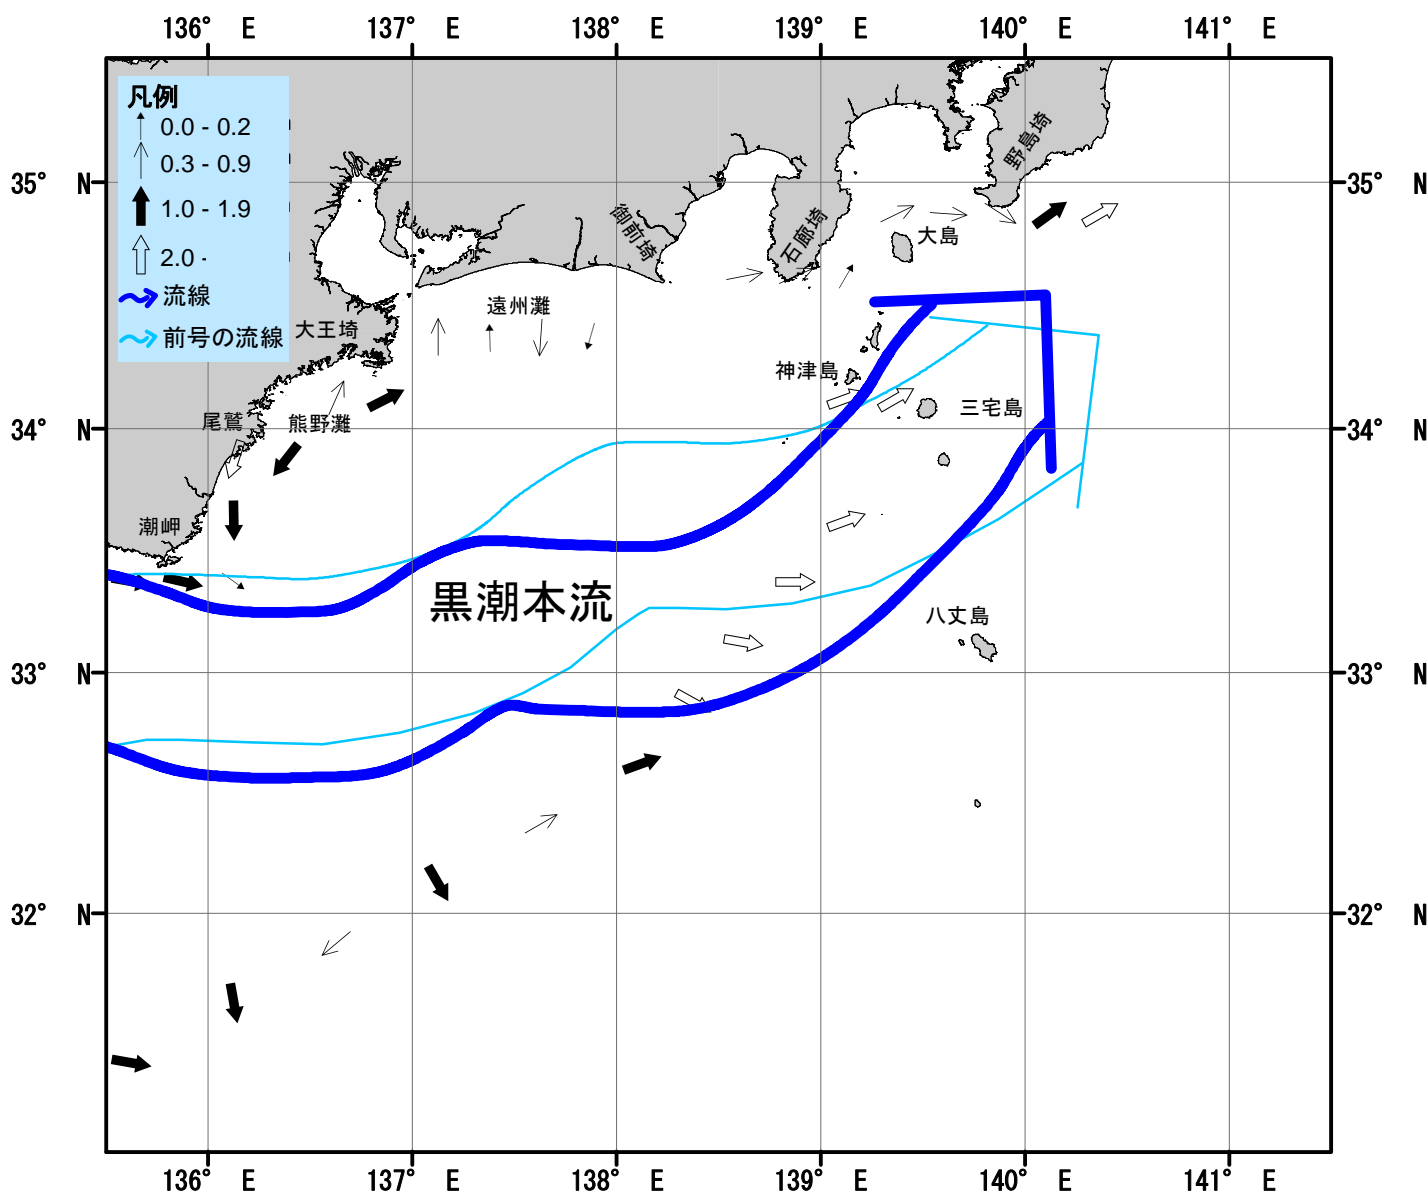 136° E 137° E 138° E 139° E 140° E 141° E
凡例
0.0 - 0.2
0.3 - 0.9
1.0 - 1.9
2.0 -
流線
前号の流線
35° N
35° N
野島埼
御前埼
石廊埼
大島
遠州灘
大王埼
神津島
三宅島
尾鷲
熊野灘
34° N
34° N
潮岬
黒潮本流
八丈島
33° N
33° N
32° N
32° N
136° E 137° E 138° E 139° E 140° E 141° E